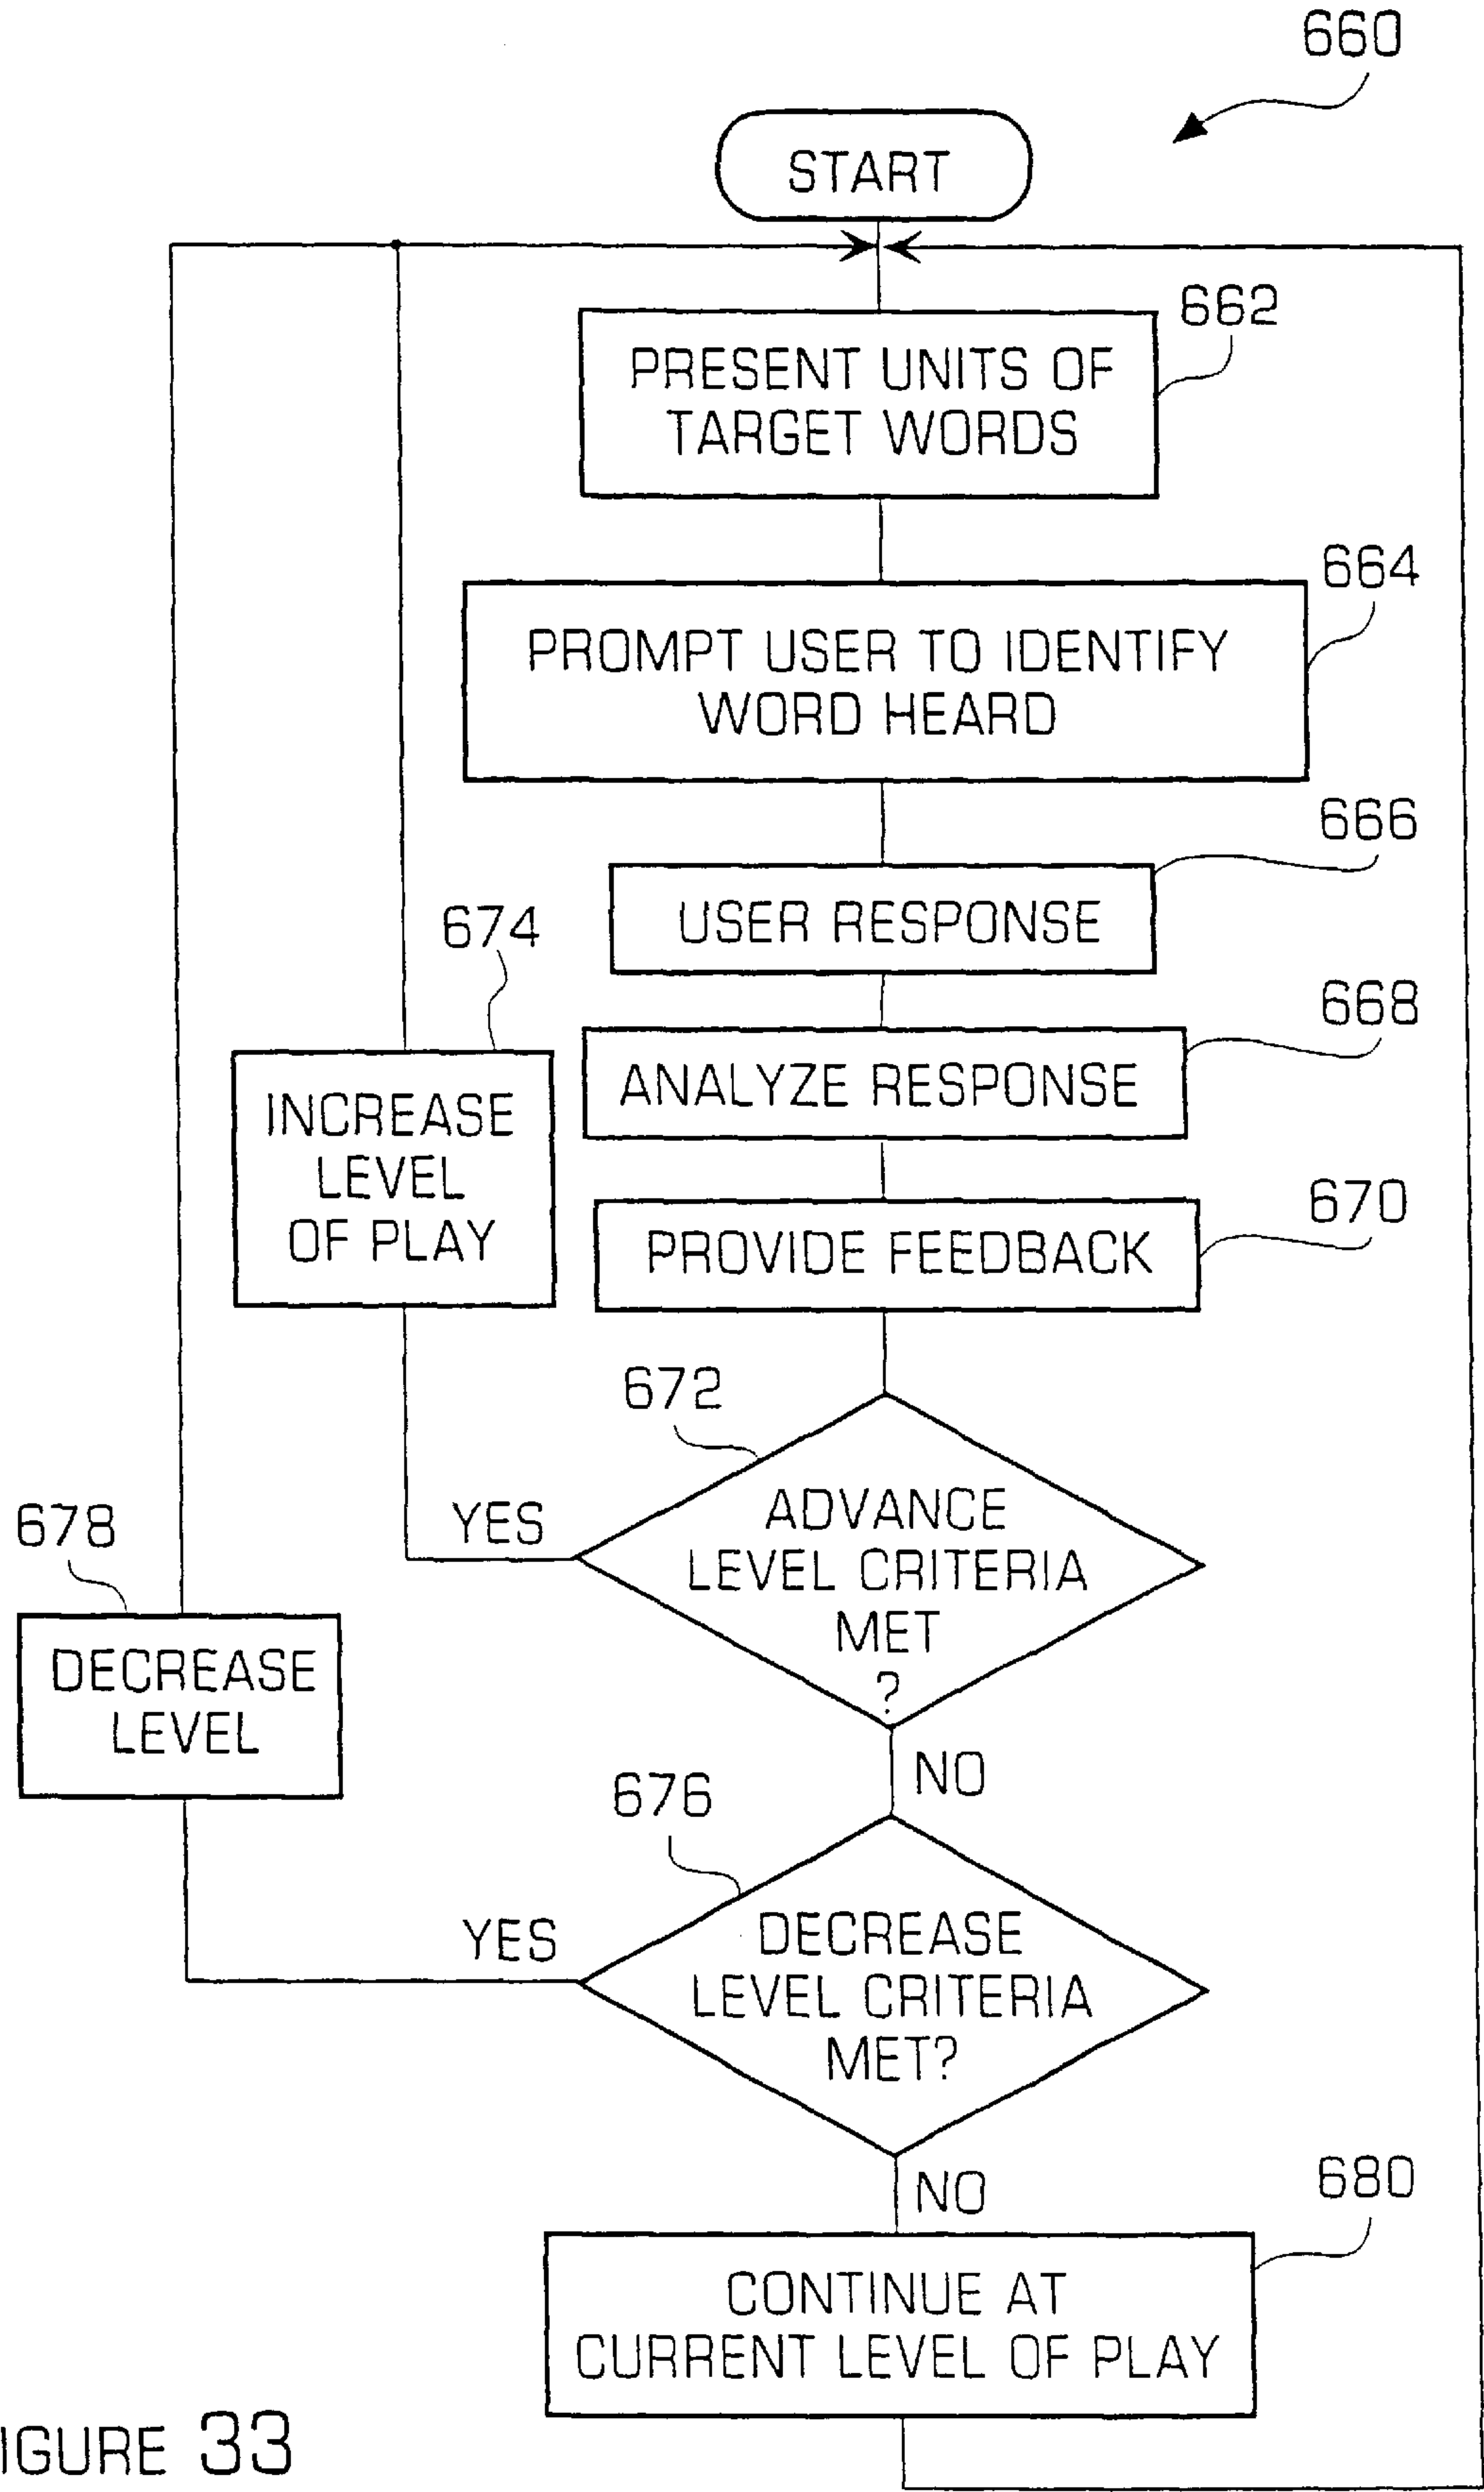 660
START
662
PRESENT UNITS OF
TARGET WORDS
664
PROMPT USER TO IDENTIFY
WORD HEARD
666
USER RESPONSE
668
ANALYZE RESPONSE
674
INCREASE
LEVEL
OF PLAY
670
PROVIDE FEEDBACK
672
ADVANCE
LEVEL CRITERIA
MET
?
YES
NO
678
DECREASE
LEVEL
676
DECREASE
LEVEL CRITERIA
MET?
YES
NO
680
CONTINUE AT
CURRENT LEVEL OF PLAY
IGURE 33